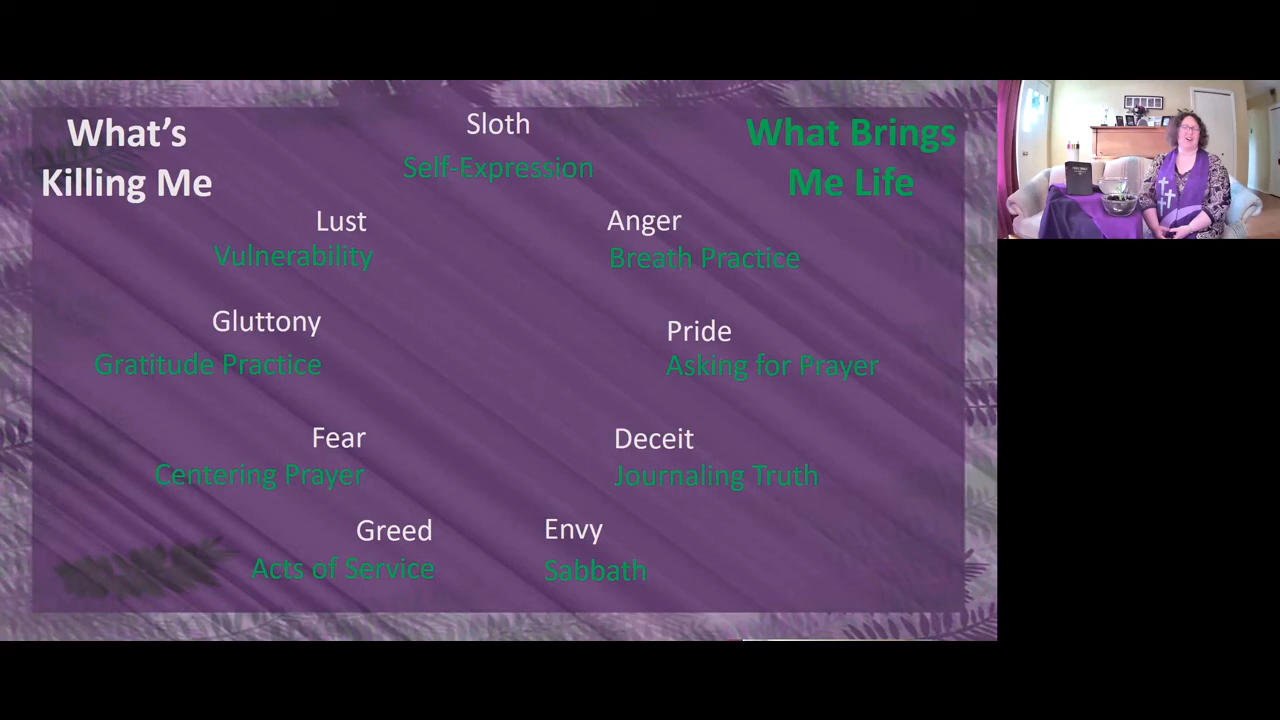 What's
Killing Me
Sloth
Self-Expression
What Brings
Me Life
Lust
Vulnerability
Anger
Breath Practice
Gluttony
Gratitude Practice
Pride
Asking for Prayer
Fear
Centering Prayer
Deceit
Journaling Truth
Greed
Acts of Service
Envy
Sabbath